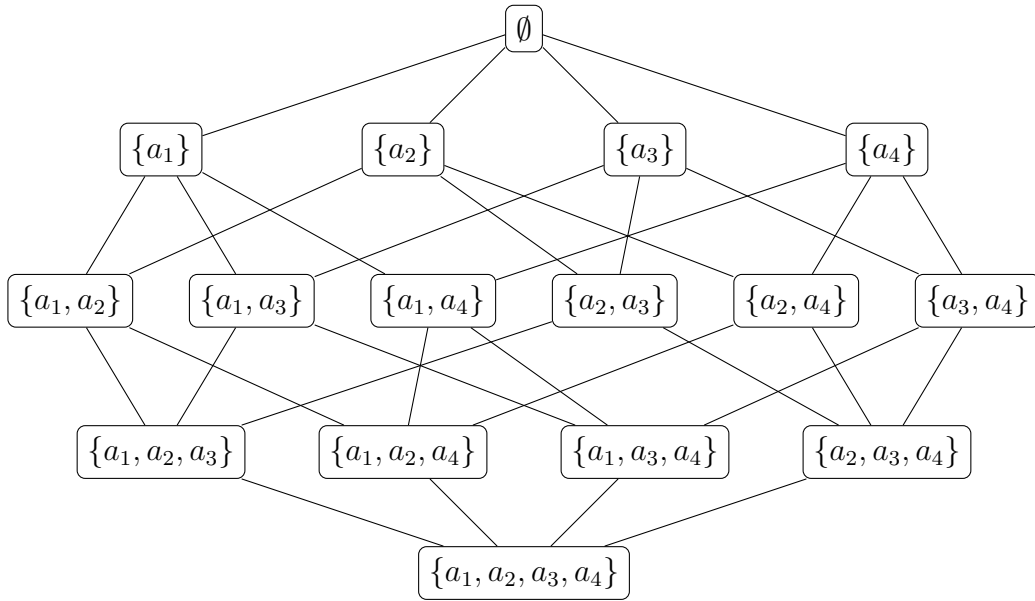 ∅
{a₁} {a₂} {a₃} {a₄}
{a₁, a₂} {a₁, a₃} {a₁, a₄} {a₂, a₃} {a₂, a₄} {a₃, a₄}
{a₁, a₂, a₃} {a₁, a₂, a₄} {a₁, a₃, a₄} {a₂, a₃, a₄}
{a₁, a₂, a₃, a₄}